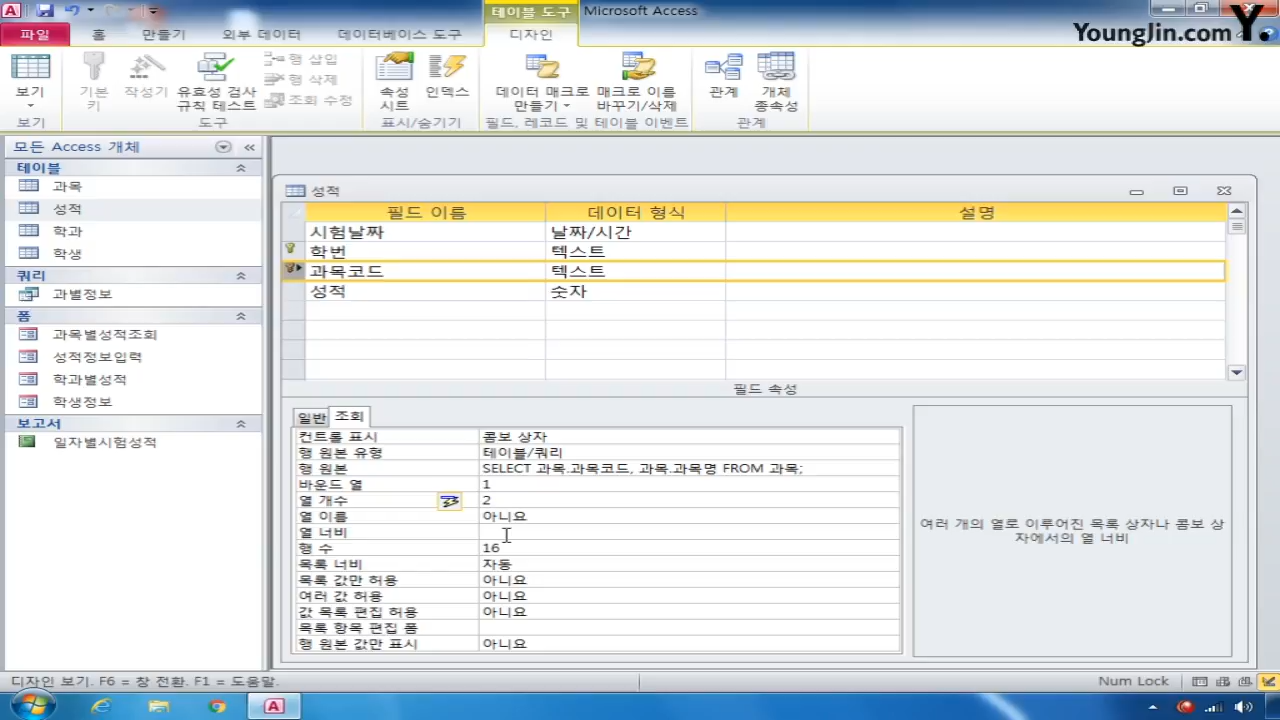 테이블 도구 Microsoft Access
YoungJin.com Y.
파일 홈 만들기 외부 데이터 데이터베이스 도구 디자인
보기 기본 키 작성기 유효성 검사 규칙 테스트 행 삽입 행 삭제 조회 수정 속성 시트 인덱스 데이터 매크로 만들기 매크로 이름 바꾸기/삭제 관계 개체 종속성
보기 도구 표시/숨기기 필드, 레코드 및 테이블 이벤트 관계
모든 Access 개체
테이블
과목
성적
학과
학생
쿼리
과별정보
폼
과목별성적조회
성적정보입력
학과별성적
학생정보
보고서
일자별시험성적
성적
필드 이름 데이터 형식 설명
시험날짜 날짜/시간
학번 텍스트
과목코드 텍스트
성적 숫자
필드 속성
일반 조회
컨트롤 표시 콤보 상자
행 원본 유형 테이블/쿼리
행 원본 SELECT 과목.과목코드, 과목.과목명 FROM 과목;
바운드 열 1
열 개수 2
열 이름 아니요
열 너비
행 수 16
목록 너비 자동
목록 값만 허용 아니요
여러 값 허용 아니요
값 목록 편집 허용 아니요
목록 항목 편집 폼
행 원본 값만 표시 아니요
여러 개의 열로 이루어진 목록 상자나 콤보 상
자에서의 열 너비
디자인 보기. F6 = 창 전환. F1 = 도움말.
Num Lock